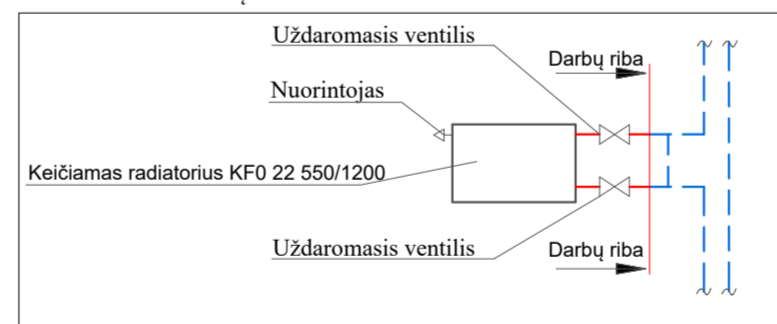 Uždaromasis ventilis
Darbų riba
Nuorintojas
Keičiamas radiatorius KF0 22 550/1200
Uždaromasis ventilis
Darbų riba